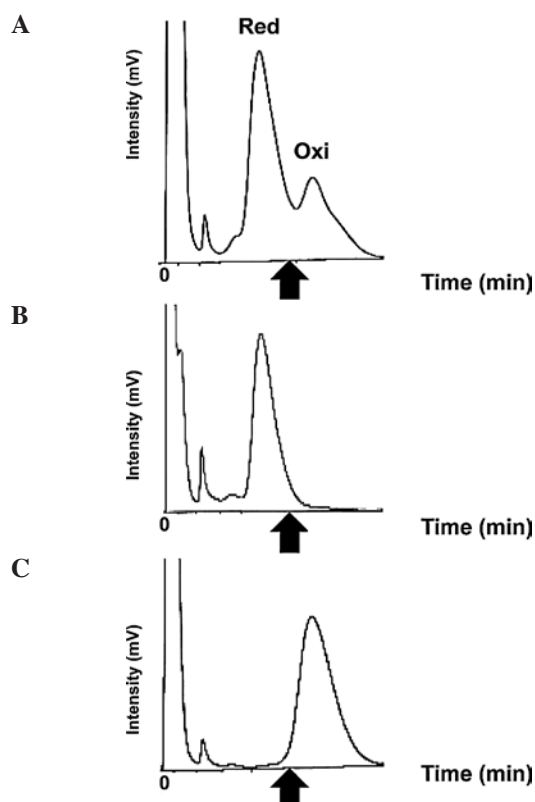 A
Red
Oxi
Intensity (mV)
0
Time (min)
B
Intensity (mV)
0
Time (min)
C
Intensity (mV)
0
Time (min)